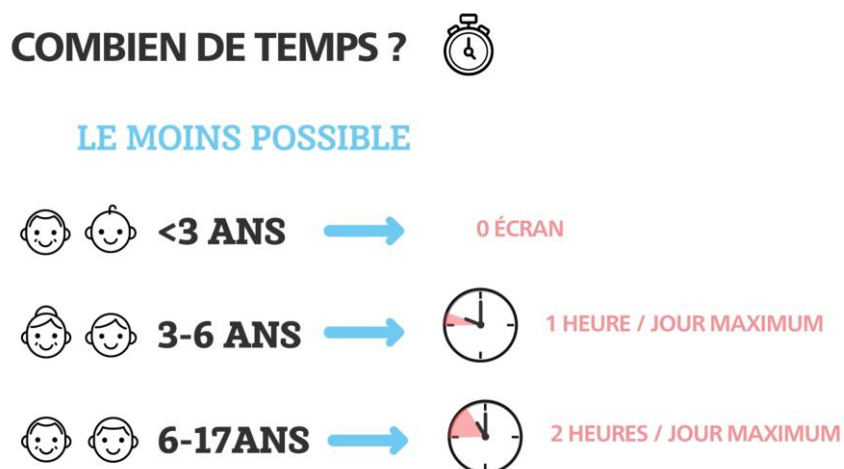 COMBIEN DE TEMPS ?
LE MOINS POSSIBLE
<3 ANS 0 ÉCRAN
3-6 ANS 1 HEURE / JOUR MAXIMUM
6-17ANS 2 HEURES / JOUR MAXIMUM